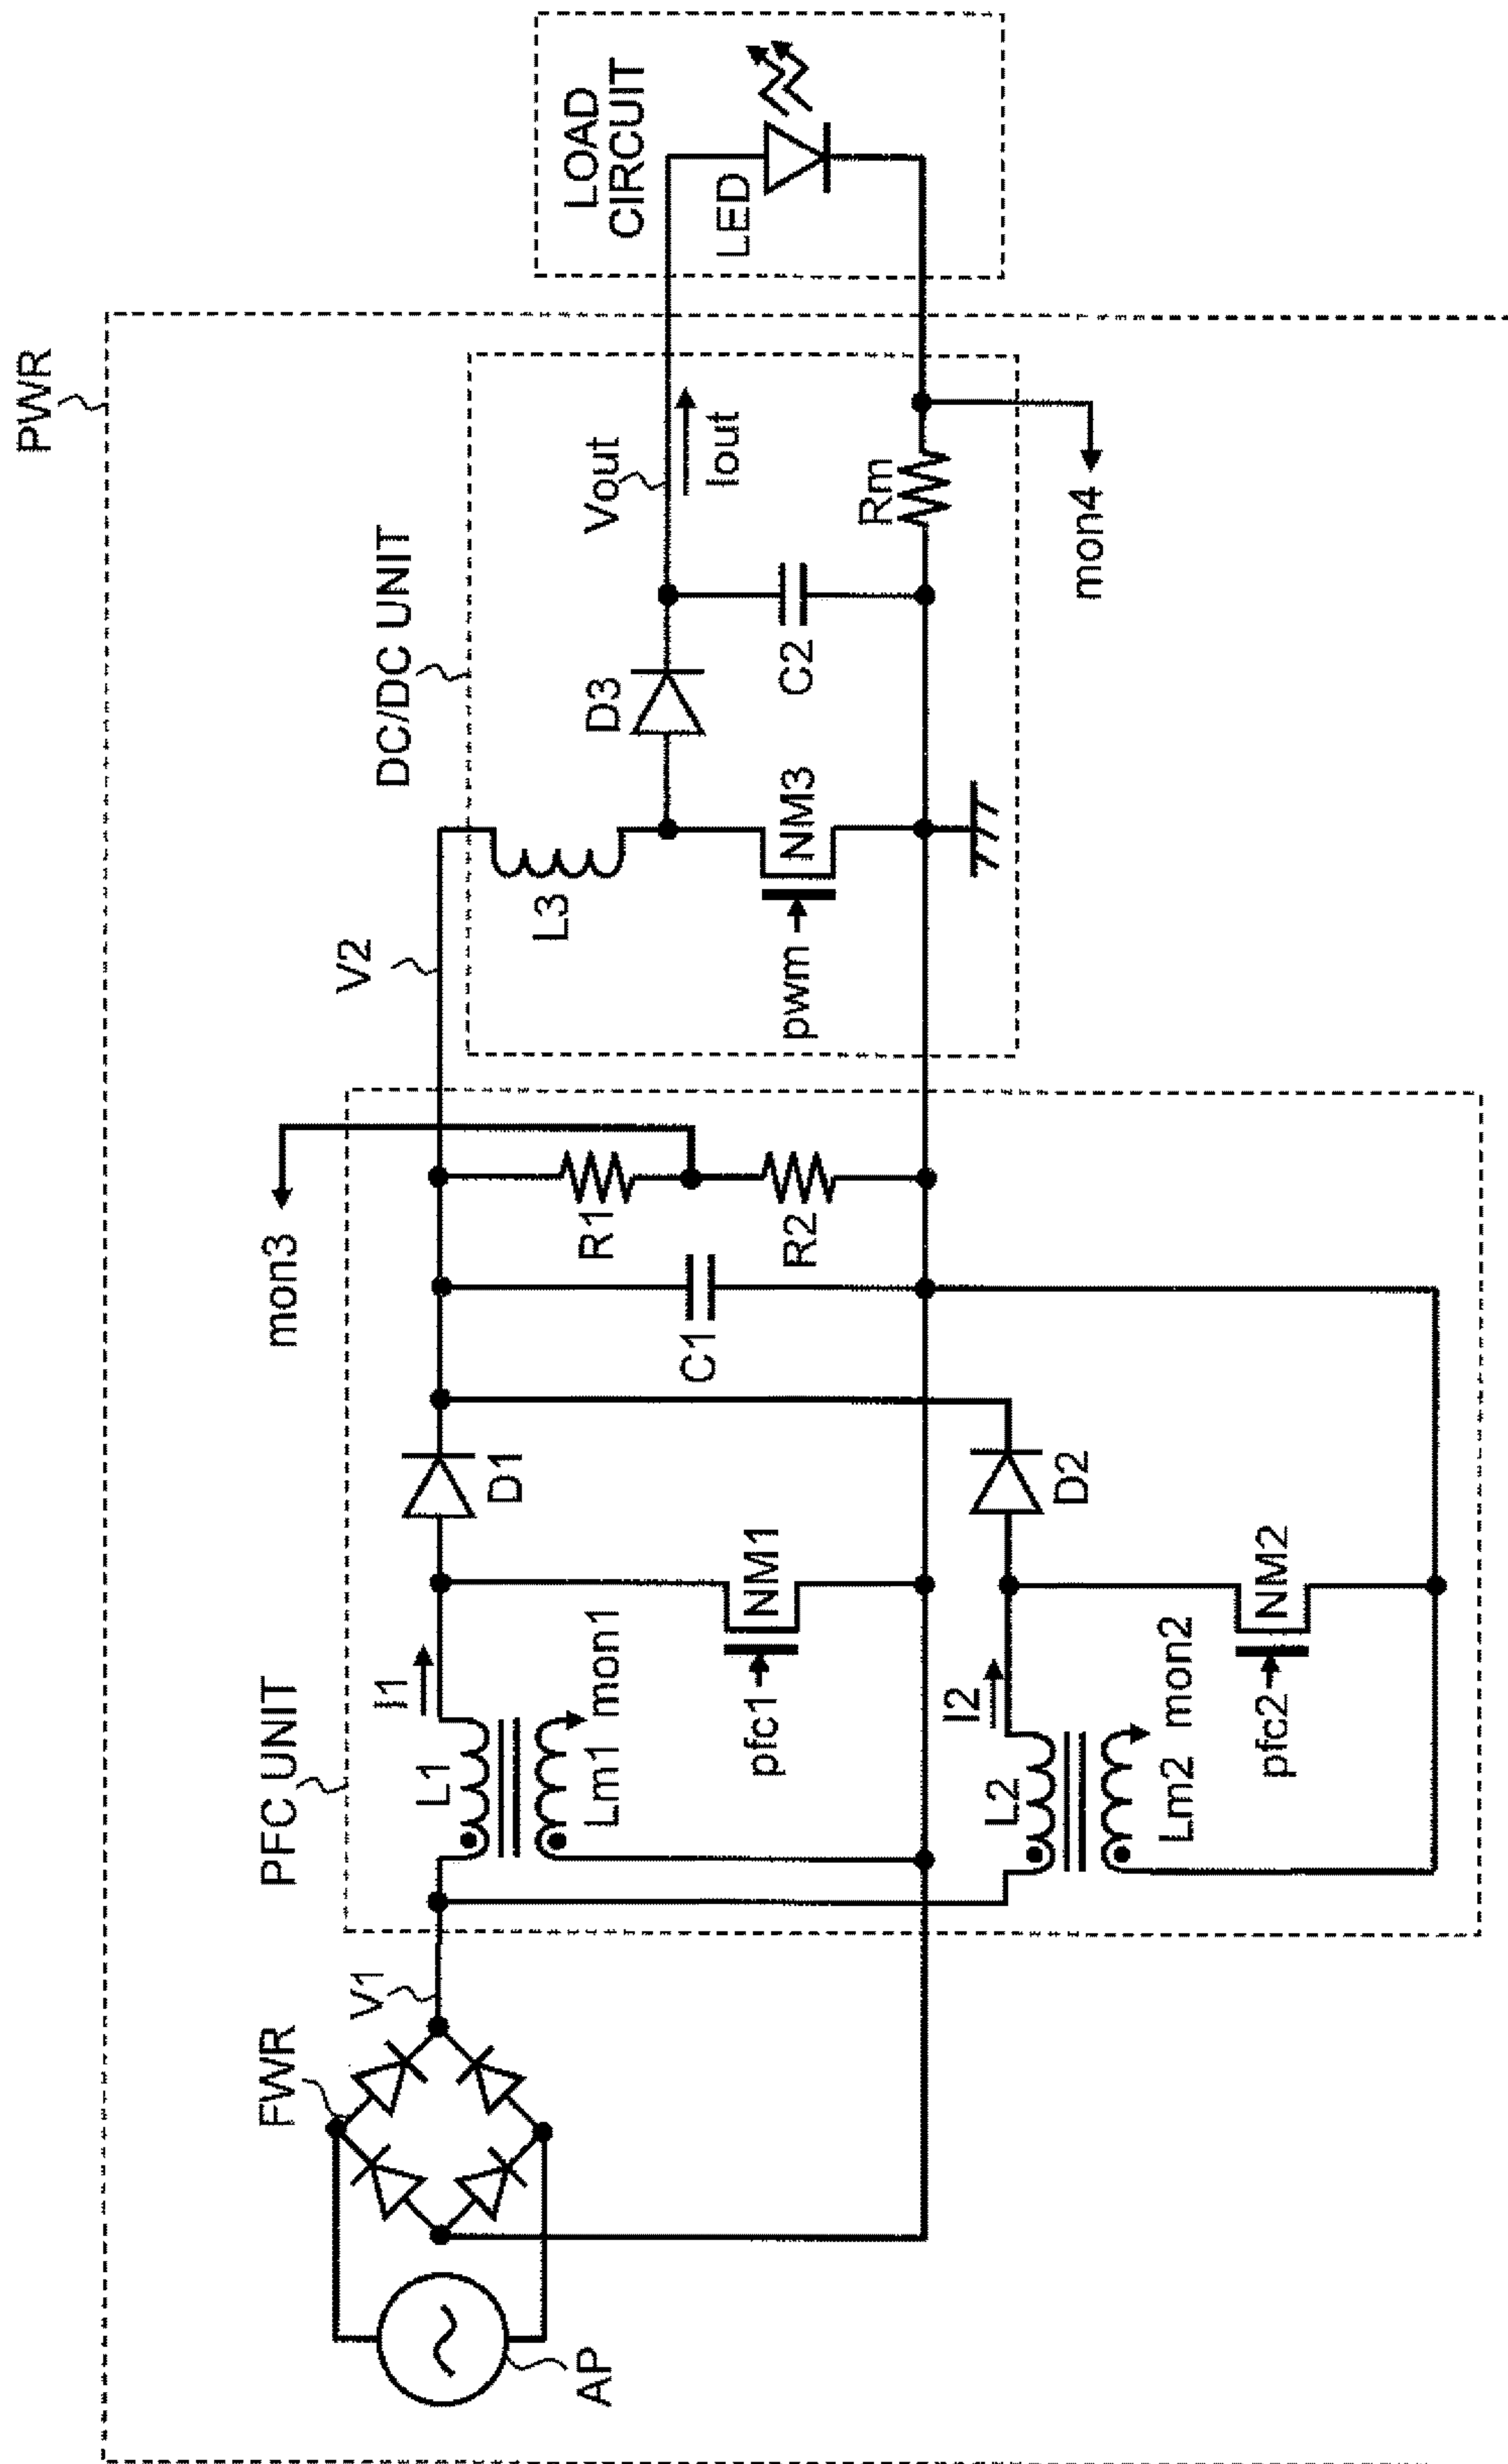 PWR
LOAD
CIRCUIT
LED
DC/DC UNIT
Vout
Iout
Rm
mon4
D3
C2
NM3
L3
pwm
V2
mon3
R1
R2
C1
D1
D2
NM1
NM2
PFC UNIT
I1
L1
Lm1
mon1
pfc1
I2
L2
Lm2
mon2
pfc2
V1
FWR
AP